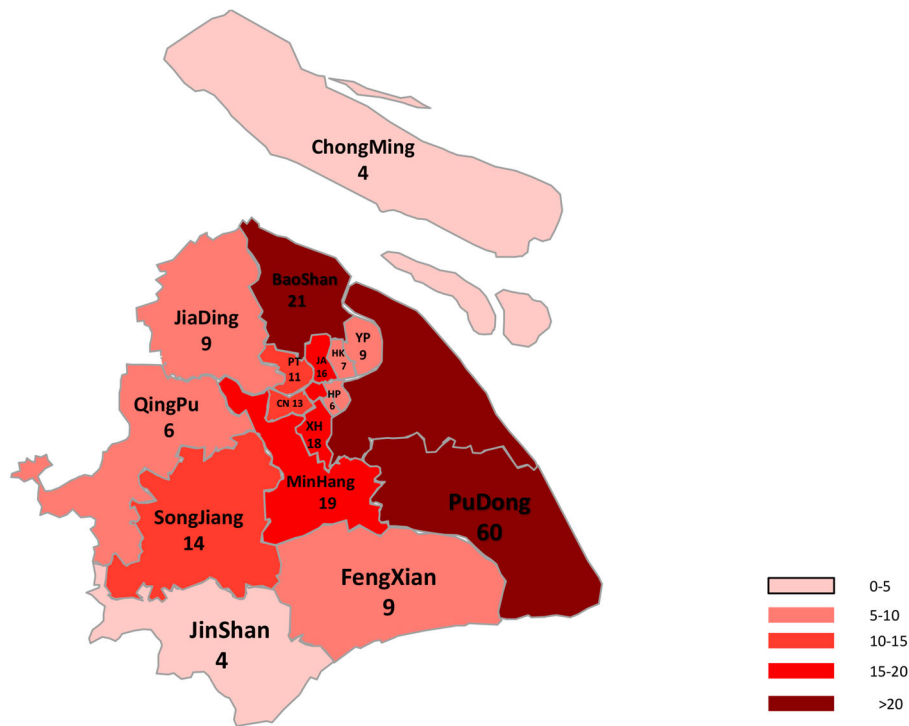 ChongMing
4
BaoShan
21
JiaDing
9
YP
9
HK
7
JA
16
PT
11
HP
6
CN 13
QingPu
6
XH
18
MinHang
19
PuDong
60
SongJiang
14
FengXian
9
JinShan
4
0-5
5-10
10-15
15-20
>20